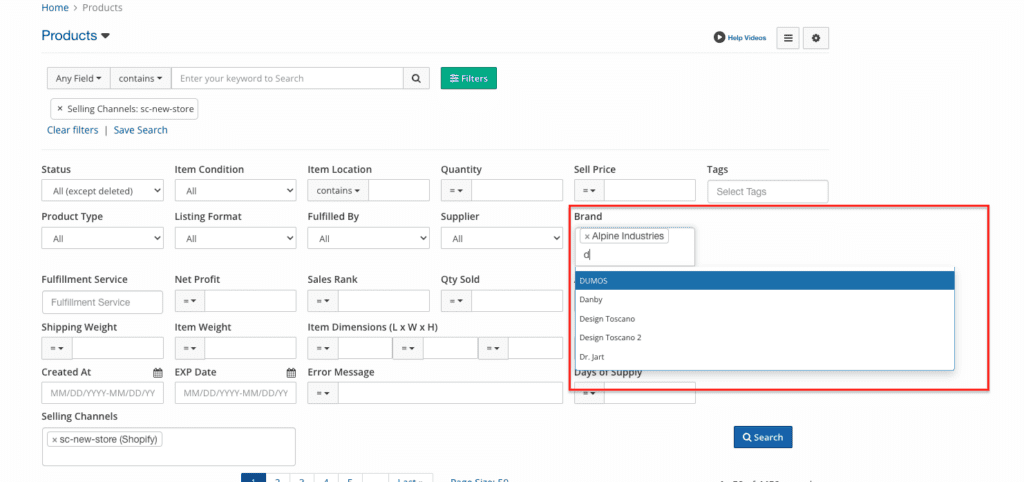 Home > Products
Products
Help Videos
Any Field contains Enter your keyword to Search Filters
× Selling Channels: sc-new-store
Clear filters | Save Search
Status Item Condition Item Location Quantity Sell Price Tags
All (except deleted) All contains = = Select Tags
Product Type Listing Format Fulfilled By Supplier Brand
All All All All × Alpine Industries
d
Fulfillment Service Net Profit Sales Rank Qty Sold
DUMOS
Fulfillment Service = = =
Danby
Design Toscano
Shipping Weight Item Weight Item Dimensions (L x W x H)
Design Toscano 2
= = = = =
Dr. Jart
Created At EXP Date Error Message Days of Supply
MM/DD/YYYY-MM/DD/YYYY MM/DD/YYYY-MM/DD/YYYY = =
Selling Channels
× sc-new-store (Shopify)
Search
1 2 3 4 5 Last Page Size: 50